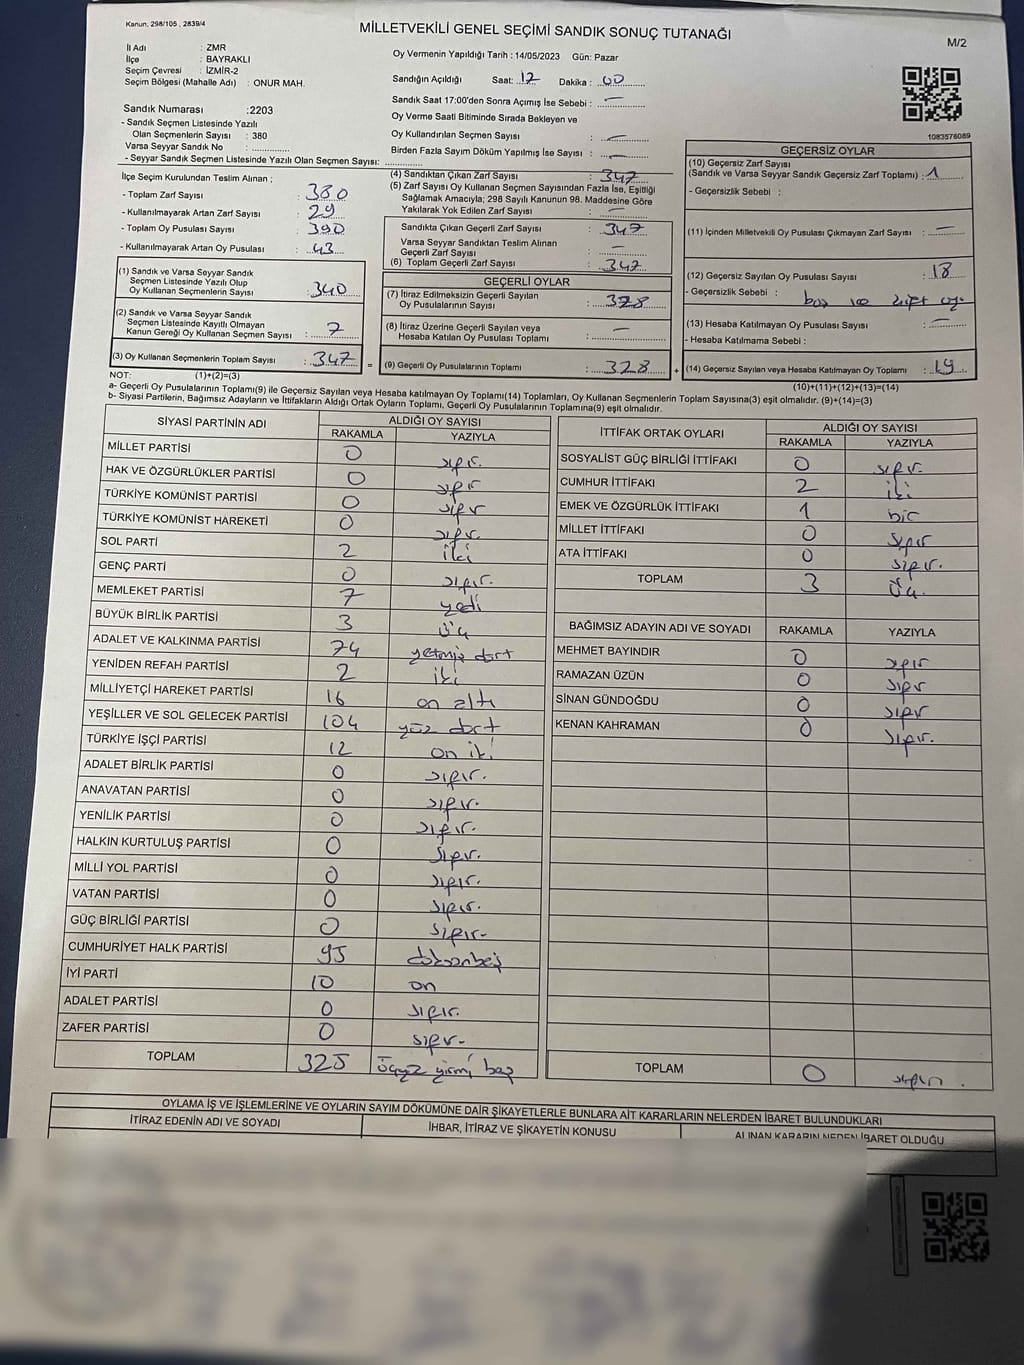 Kanun, 298/105 , 2839/4
MİLLETVEKİLİ GENEL SEÇİMİ SANDIK SONUÇ TUTANAĞI
M/2
İl Adı : ZMR
İlçe : BAYRAKLI
Seçim Çevresi : İZMİR-2
Seçim Bölgesi (Mahalle Adı) : ONUR MAH.
Oy Vermenin Yapıldığı Tarih : 14/05/2023 Gün: Pazar
Sandığın Açıldığı Saat: 17 Dakika : 00
Sandık Saat 17:00'den Sonra Açımış İse Sebebi : —
Oy Verme Saati Bitiminde Sırada Bekleyen ve
Oy Kullandırılan Seçmen Sayısı : —
Birden Fazla Sayım Döküm Yapılmış İse Sayısı : —
1083576089
Sandık Numarası :2203
- Sandık Seçmen Listesinde Yazılı
Olan Seçmenlerin Sayısı : 380
Varsa Seyyar Sandık No :
- Seyyar Sandık Seçmen Listesinde Yazılı Olan Seçmen Sayısı:
İlçe Seçim Kurulundan Teslim Alınan ;
- Toplam Zarf Sayısı : 380
- Kullanılmayarak Artan Zarf Sayısı : 29
- Toplam Oy Pusulası Sayısı : 390
- Kullanılmayarak Artan Oy Pusulası : 43
(1) Sandık ve Varsa Seyyar Sandık
Seçmen Listesinde Yazılı Olup
Oy Kullanan Seçmenlerin Sayısı : 340
(2) Sandık ve Varsa Seyyar Sandık
Seçmen Listesinde Kayıtlı Olmayan
Kanun Gereği Oy Kullanan Seçmen Sayısı : 7
(3) Oy Kullanan Seçmenlerin Toplam Sayısı : 347 =
(4) Sandıktan Çıkan Zarf Sayısı : 347
(5) Zarf Sayısı Oy Kullanan Seçmen Sayısından Fazla İse, Eşitliği
Sağlamak Amacıyla; 298 Sayılı Kanunun 98. Maddesine Göre
Yakılarak Yok Edilen Zarf Sayısı : —
Sandıkta Çıkan Geçerli Zarf Sayısı : 347
Varsa Seyyar Sandıktan Teslim Alınan
Geçerli Zarf Sayısı : —
(6) Toplam Geçerli Zarf Sayısı : 347
GEÇERLİ OYLAR
(7) İtiraz Edilmeksizin Geçerli Sayılan
Oy Pusulalarının Sayısı : 328
(8) İtiraz Üzerine Geçerli Sayılan veya
Hesaba Katılan Oy Pusulası Toplamı : —
(9) Geçerli Oy Pusulalarının Toplamı : 328 +
GEÇERSİZ OYLAR
(10) Geçersiz Zarf Sayısı
(Sandık ve Varsa Seyyar Sandık Geçersiz Zarf Toplamı) : 1
- Geçersizlik Sebebi :
(11) İçinden Milletvekili Oy Pusulası Çıkmayan Zarf Sayısı : —
(12) Geçersiz Sayılan Oy Pusulası Sayısı : 18
- Geçersizlik Sebebi : boş ve çift oy.
(13) Hesaba Katılmayan Oy Pusulası Sayısı : —
- Hesaba Katılmama Sebebi :
(14) Geçersiz Sayılan veya Hesaba Katılmayan Oy Toplamı : 19
NOT: (1)+(2)=(3)
(10)+(11)+(12)+(13)=(14)
a- Geçerli Oy Pusulalarının Toplamı(9) ile Geçersiz Sayılan veya Hesaba katılmayan Oy Toplamı(14) Toplamları, Oy Kullanan Seçmen Toplam Sayısına(3) eşit olmalıdır. (9)+(14)=(3)
b- Siyasi Partilerin, Bağımsız Adayların ve İttifakların Aldığı Ortak Oyların Toplamı, Geçerli Oy Pusulalarının Toplamına(9) eşit olmalıdır.
SİYASİ PARTİNİN ADI ALDIĞI OY SAYISI
RAKAMLA YAZIYLA
MİLLET PARTİSİ 0 sıfır.
HAK VE ÖZGÜRLÜKLER PARTİSİ 0 sıfır
TÜRKİYE KOMÜNİST PARTİSİ 0 sıfır
TÜRKİYE KOMÜNİST HAREKETİ 0 sıfır.
SOL PARTİ 2 iki
GENÇ PARTİ 0 sıfır.
MEMLEKET PARTİSİ 7 yedi
BÜYÜK BİRLİK PARTİSİ 3 üç
ADALET VE KALKINMA PARTİSİ 74 yetmiş dört
YENİDEN REFAH PARTİSİ 2 iki
MİLLİYETÇİ HAREKET PARTİSİ 16 on altı
YEŞİLLER VE SOL GELECEK PARTİSİ 104 yüz dört
TÜRKİYE İŞÇİ PARTİSİ 12 on iki
ADALET BİRLİK PARTİSİ 0 sıfır.
ANAVATAN PARTİSİ 0 sıfır.
YENİLİK PARTİSİ 0 sıfır.
HALKIN KURTULUŞ PARTİSİ 0 sıfır.
MİLLİ YOL PARTİSİ 0 sıfır.
VATAN PARTİSİ 0 sıfır.
GÜÇ BİRLİĞİ PARTİSİ 0 sıfır-
CUMHURİYET HALK PARTİSİ 95 doksanbeş
İYİ PARTİ 10 on
ADALET PARTİSİ 0 sıfır.
ZAFER PARTİSİ 0 sıfır-
TOPLAM 325 üçyüz yirmi beş
İTTİFAK ORTAK OYLARI ALDIĞI OY SAYISI
RAKAMLA YAZIYLA
SOSYALİST GÜÇ BİRLİĞİ İTTİFAKI 0 sıfır.
CUMHUR İTTİFAKI 2 iki
EMEK VE ÖZGÜRLÜK İTTİFAKI 1 bir
MİLLET İTTİFAKI 0 sıfır
ATA İTTİFAKI 0 sıfır.
TOPLAM 3 üç.
BAĞIMSIZ ADAYIN ADI VE SOYADI RAKAMLA YAZIYLA
MEHMET BAYINDIR 0 sıfır
RAMAZAN ÜZÜN 0 sıfır
SİNAN GÜNDOĞDU 0 sıfır
KENAN KAHRAMAN 0 sıfır.
TOPLAM 0 sıfır .
OYLAMA İŞ VE İŞLEMLERİNE VE OYLARIN SAYIM DÖKÜMÜNE DAİR ŞİKAYETLERLE BUNLARA AİT KARARLARIN NELERDEN İBARET BULUNDUKLARI
İTİRAZ EDENİN ADI VE SOYADI İHBAR, İTİRAZ VE ŞİKAYETİN KONUSU ALINAN KARARIN NEDEN İBARET OLDUĞU